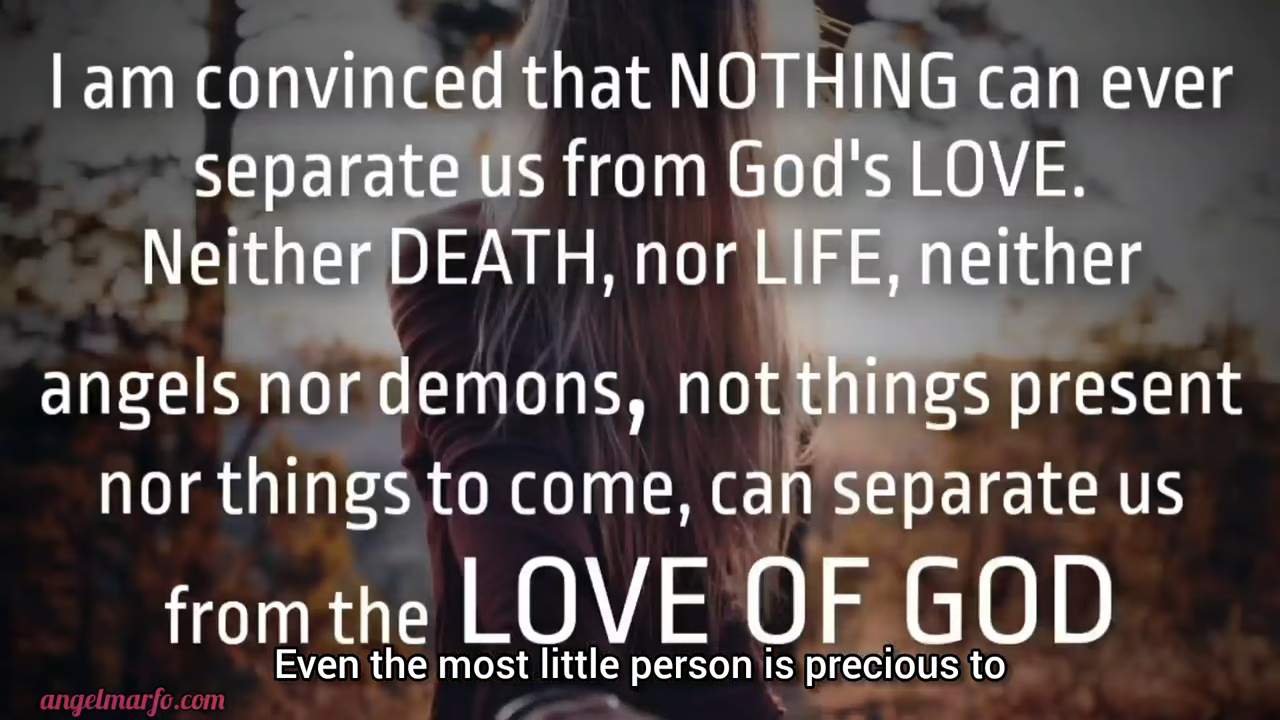 I am convinced that NOTHING can ever
separate us from God's LOVE.
Neither DEATH, nor LIFE, neither
angels nor demons, not things present
nor things to come, can separate us
from the LOVE OF GOD
Even the most little person is precious to
angelmarfo.com